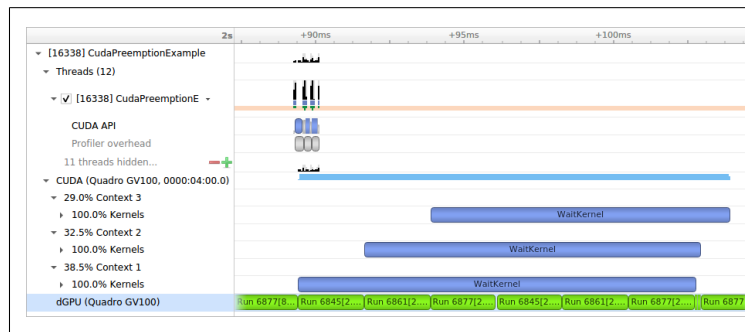 2s +90ms +95ms +100ms
[16338] CudaPreemptionExample
Threads (12)
[16338] CudaPreemptionE
CUDA API
Profiler overhead
11 threads hidden...
CUDA (Quadro GV100, 0000:04:00.0)
29.0% Context 3
100.0% Kernels WaitKernel
32.5% Context 2
100.0% Kernels WaitKernel
38.5% Context 1
100.0% Kernels WaitKernel
dGPU (Quadro GV100) Run 6877[8... Run 6845[2.... Run 6861[2.... Run 6877[2.... Run 6845[2.... Run 6861[2.... Run 6877[2.... Run 6877